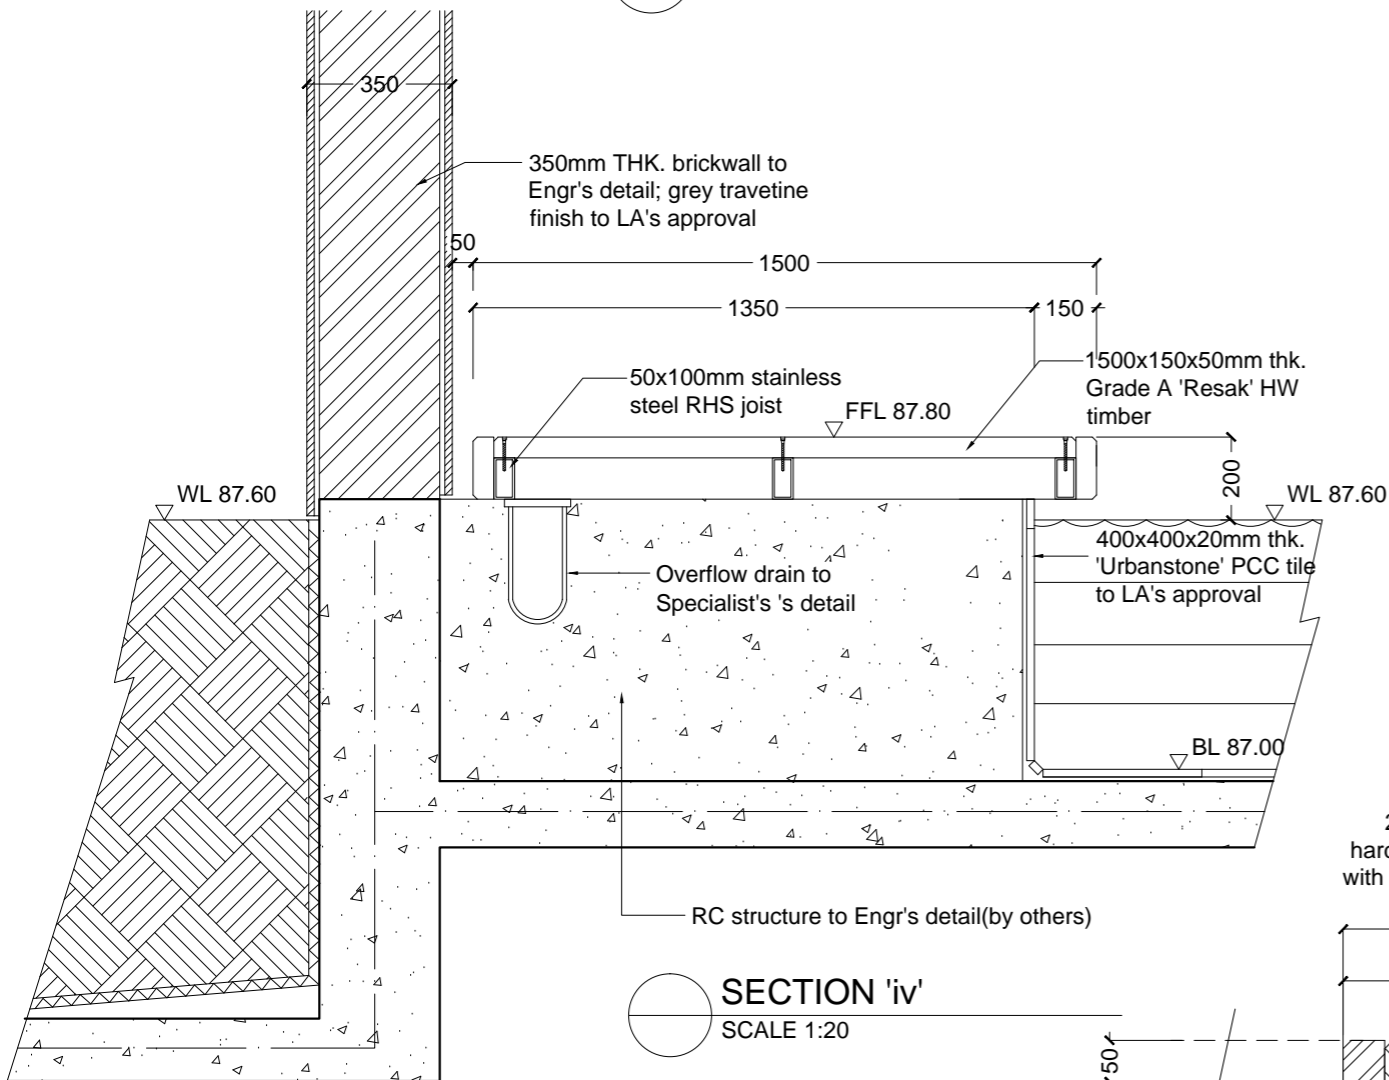 350
350mm THK. brickwall to
Engr's detail; grey travetine
finish to LA's approval
50
1500
1350
150
50x100mm stainless
steel RHS joist
1500x150x50mm thk.
Grade A 'Resak' HW
timber
FFL 87.80
WL 87.60
200
WL 87.60
400x400x20mm thk.
'Urbanstone' PCC tile
to LA's approval
Overflow drain to
Specialist's 's detail
BL 87.00
2
hard
with
RC structure to Engr's detail(by others)
SECTION 'iv'
SCALE 1:20
50